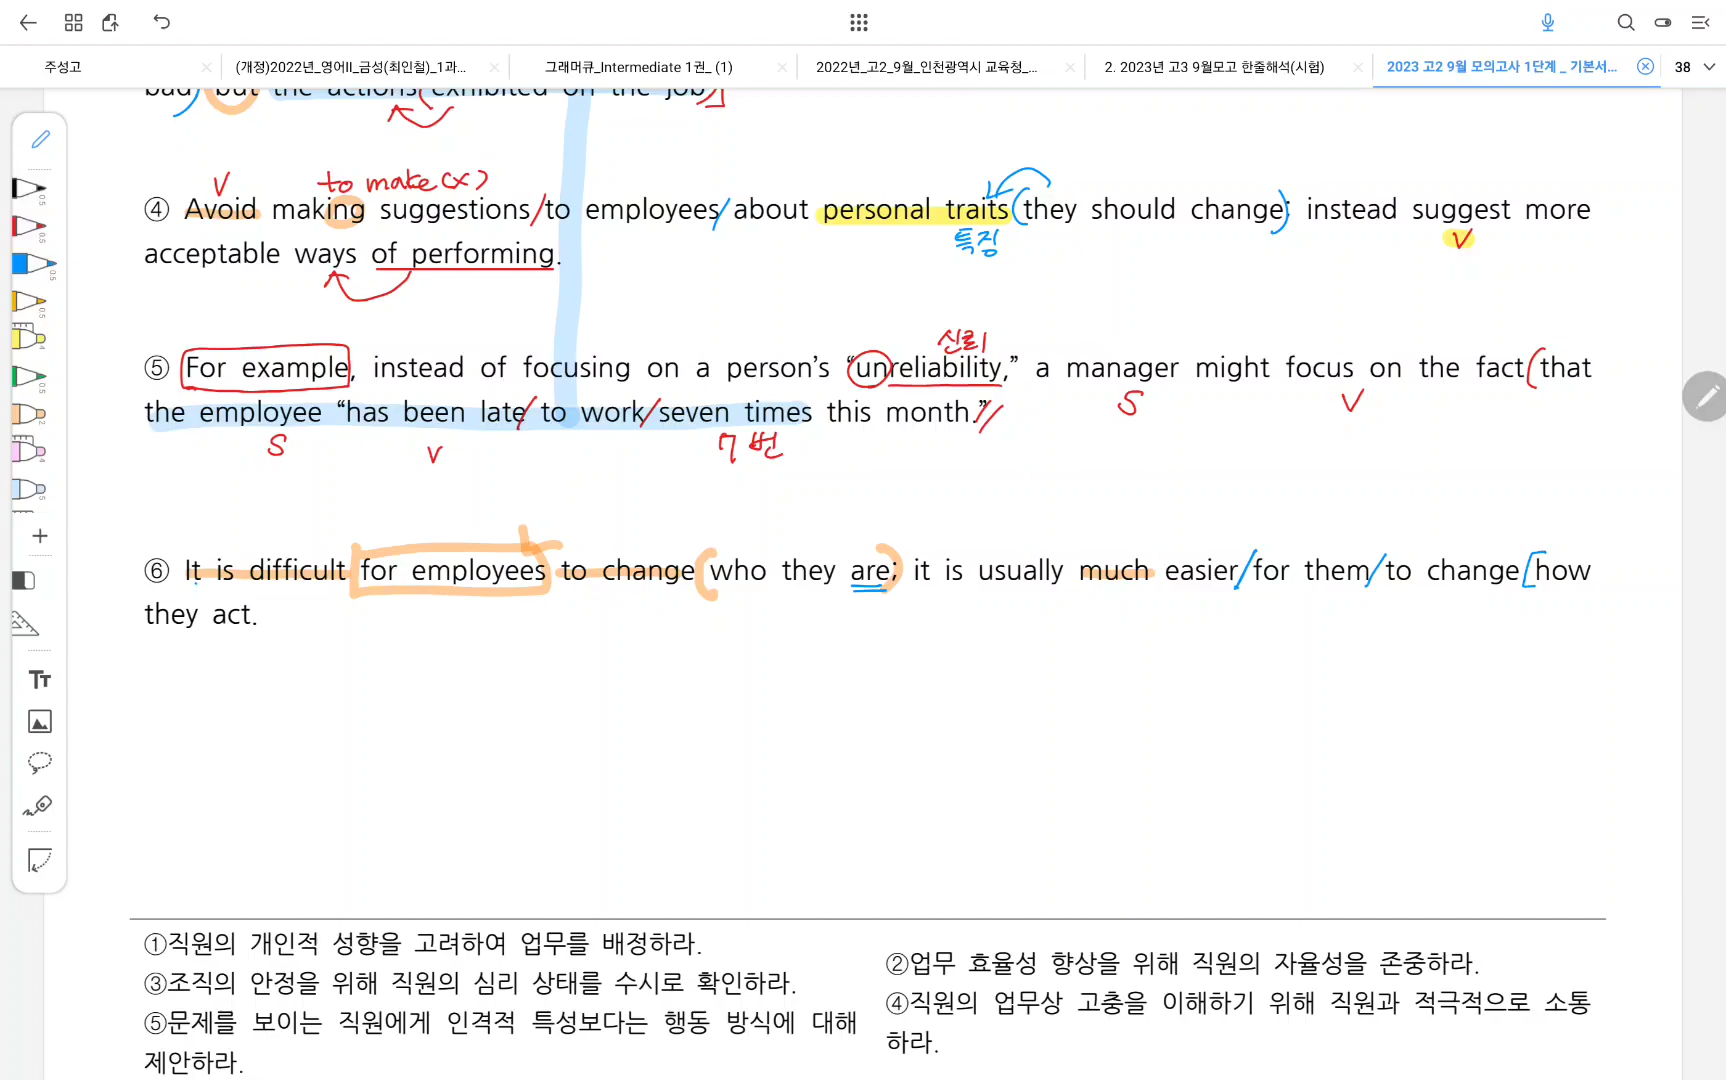 주성고 (개정)2022년_영어II_금성(최인철)_1과... 그래머큐_Intermediate 1권_ (1) 2022년_고2_9월_인천광역시 교육청_... 2. 2023년 고3 9월모고 한줄해석(시험) 2023 고2 9월 모의고사 1단계 _ 기본서... 38
bad, but the actions exhibited on the job
V to make(x)
④ Avoid making suggestions/to employees/about personal traits(they should change); instead suggest more
특징 V
acceptable ways of performing.
신뢰
⑤ For example, instead of focusing on a person's “unreliability,” a manager might focus on the fact(that
S V
the employee “has been late/to work/seven times this month.”//
S V 7번
⑥ It is difficult for employees to change(who they are;) it is usually much easier/for them/to change[how
they act.
①직원의 개인적 성향을 고려하여 업무를 배정하라.
②업무 효율성 향상을 위해 직원의 자율성을 존중하라.
③조직의 안정을 위해 직원의 심리 상태를 수시로 확인하라.
④직원의 업무상 고충을 이해하기 위해 직원과 적극적으로 소통
하라.
⑤문제를 보이는 직원에게 인격적 특성보다는 행동 방식에 대해
제안하라.
Tт